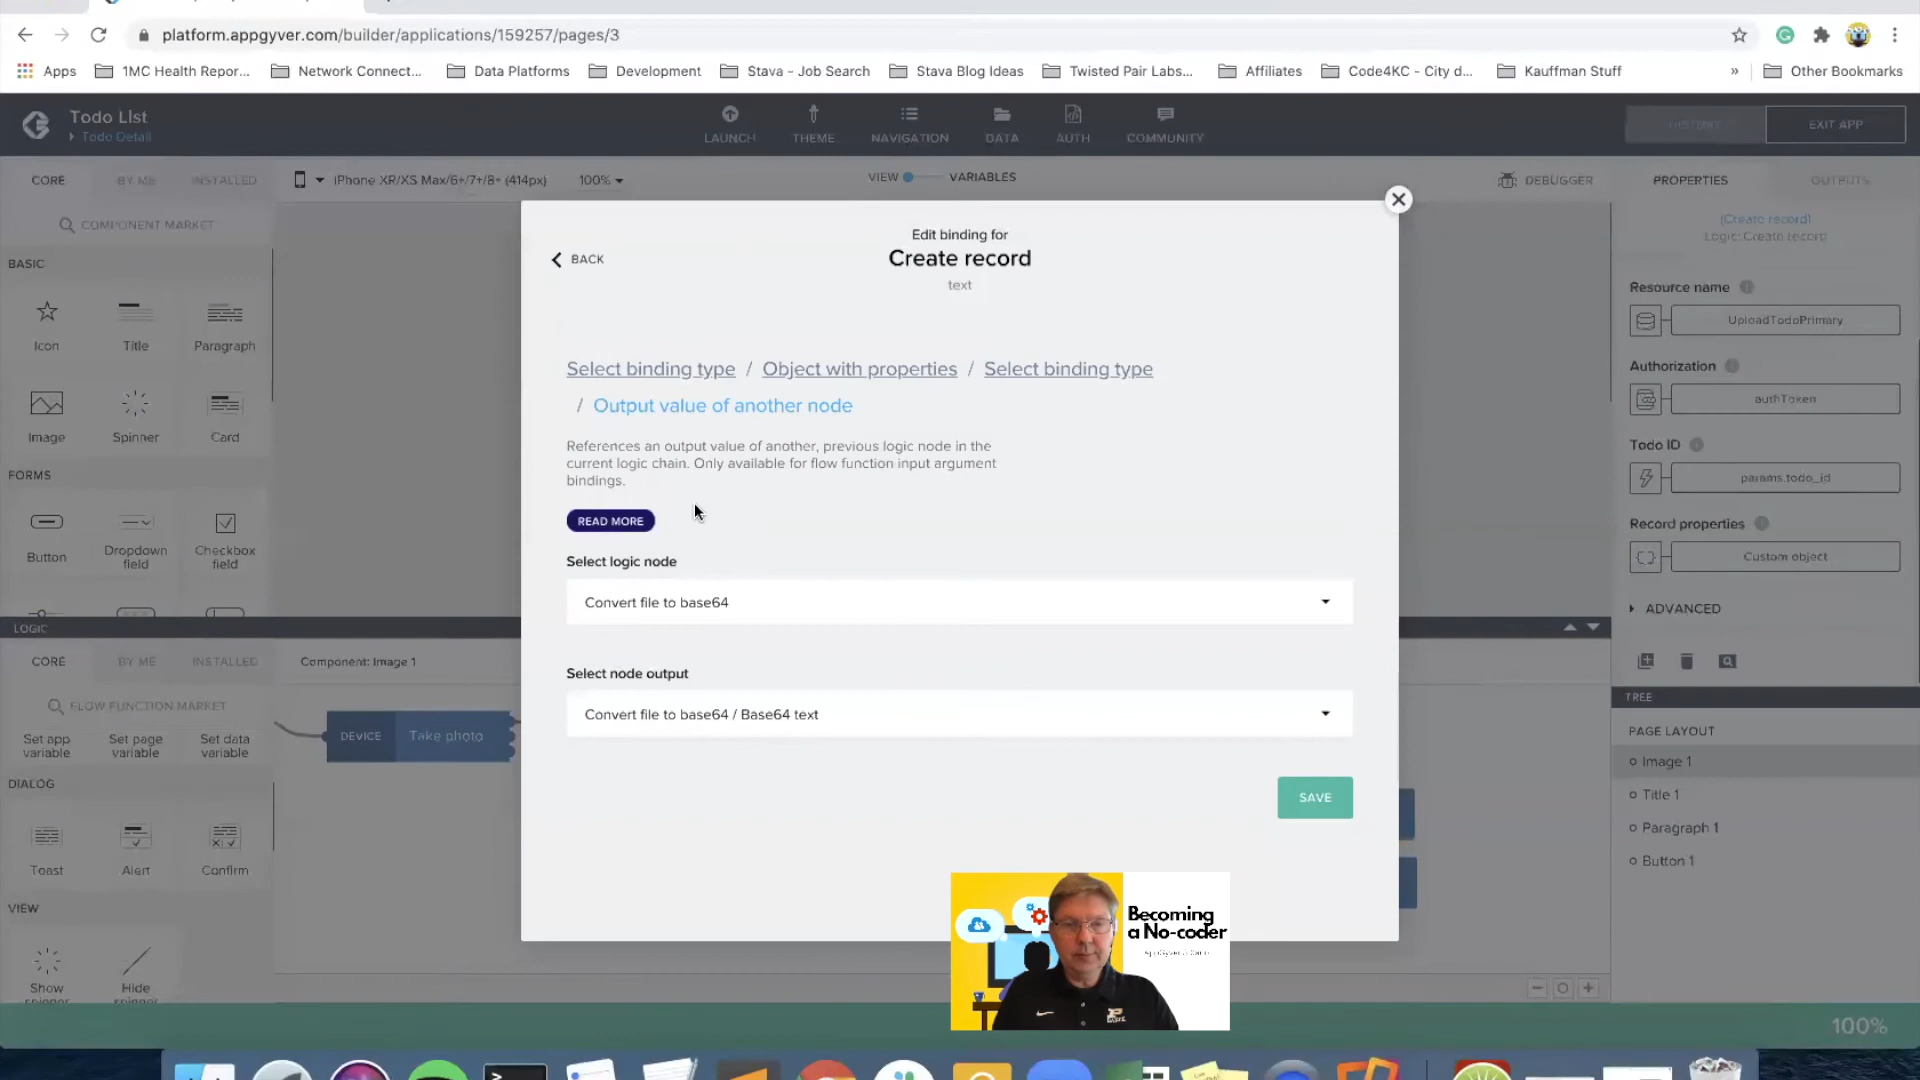 platform.appgyver.com/builder/applications/159257/pages/3
Apps
1MC Health Repor...
Network Connect...
Data Platforms
Development
Stava - Job Search
Stava Blog Ideas
Twisted Pair Labs...
Affiliates
Code4KC - City d...
Kauffman Stuff
»
Other Bookmarks
Todo LIst
Todo Detail
LAUNCH
THEME
NAVIGATION
DATA
AUTH
COMMUNITY
EXIT APP
CORE
BY ME
INSTALLED
iPhone XR/XS Max/6+/7+/8+ (414px)
100%
VIEW
VARIABLES
DEBUGGER
PROPERTIES
OUTPUTS
COMPONENT MARKET
BASIC
Icon
Title
Paragraph
Image
Spinner
Card
FORMS
Button
Dropdown
field
Checkbox
field
Edit binding for
BACK
Create record
text
Select binding type / Object with properties / Select binding type
/ Output value of another node
References an output value of another, previous logic node in the
current logic chain. Only available for flow function input argument
bindings.
READ MORE
Select logic node
Convert file to base64
Select node output
Convert file to base64 / Base64 text
SAVE
(Create record)
Logic: Create record
Resource name
UploadTodoPrimary
Authorization
authToken
Todo ID
params.todo_id
Record properties
Custom object
ADVANCED
TREE
PAGE LAYOUT
Image 1
Title 1
Paragraph 1
Button 1
LOGIC
CORE
BY ME
INSTALLED
Component: Image 1
FLOW FUNCTION MARKET
Set app
variable
Set page
variable
Set data
variable
DEVICE
Take photo
DIALOG
Toast
Alert
Confirm
VIEW
Show
spinner
Hide
spinner
Becoming
a No-coder
100%